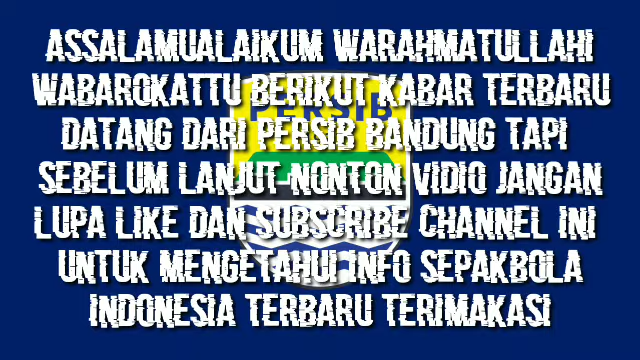 ASSALAMUALAIKUM WARAHMATULLAHI
WABAROKATTU BERIKUT KABAR TERBARU
PERSIB
DATANG DARI PERSIB BANDUNG TAPI
SEBELUM LANJUT NONTON VIDIO JANGAN
LUPA LIKE DAN SUBSCRIBE CHANNEL INI
UNTUK MENGETAHUI INFO SEPAKBOLA
INDONESIA TERBARU TERIMAKASI